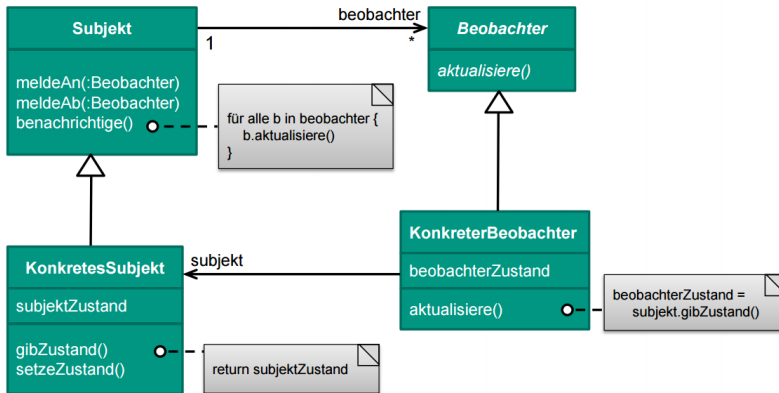 Subjekt
beobachter
1
*
Beobachter
aktualisiere()
meldeAn(:Beobachter)
meldeAb(:Beobachter)
benachrichtige()
für alle b in beobachter {
b.aktualisiere()
}
KonkretesSubjekt
subjektZustand
gibZustand()
setzeZustand()
return subjektZustand
subjekt
KonkreterBeobachter
beobachterZustand
aktualisiere()
beobachterZustand =
subjekt.gibZustand()